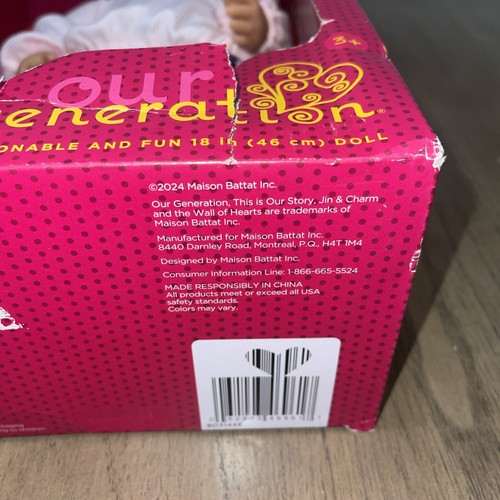 our
generation®
ONABLE AND FUN 18 in (46 cm) DOLL
3+
©2024 Maison Battat Inc.
Our Generation, This is Our Story, Jin & Charm
and the Wall of Hearts are trademarks of
Maison Battat Inc.
Manufactured for Maison Battat Inc.
8440 Darnley Road, Montreal, P.Q., H4T 1M4
Designed by Maison Battat Inc.
Consumer Information Line: 1-866-665-5524
MADE RESPONSIBLY IN CHINA
All products meet or exceed all USA
safety standards.
Colors may vary.